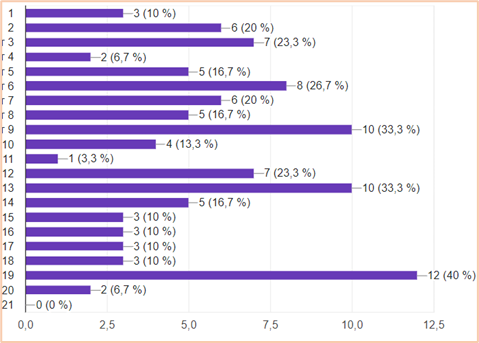 1 3 (10 %)
2 6 (20 %)
r 3 7 (23,3 %)
r 4 2 (6,7 %)
r 5 5 (16,7 %)
r 6 8 (26,7 %)
r 7 6 (20 %)
r 8 5 (16,7 %)
r 9 10 (33,3 %)
10 4 (13,3 %)
11 1 (3,3 %)
12 7 (23,3 %)
13 10 (33,3 %)
14 5 (16,7 %)
15 3 (10 %)
16 3 (10 %)
17 3 (10 %)
18 3 (10 %)
19 12 (40 %)
20 2 (6,7 %)
21 0 (0 %)
0,0 2,5 5,0 7,5 10,0 12,5